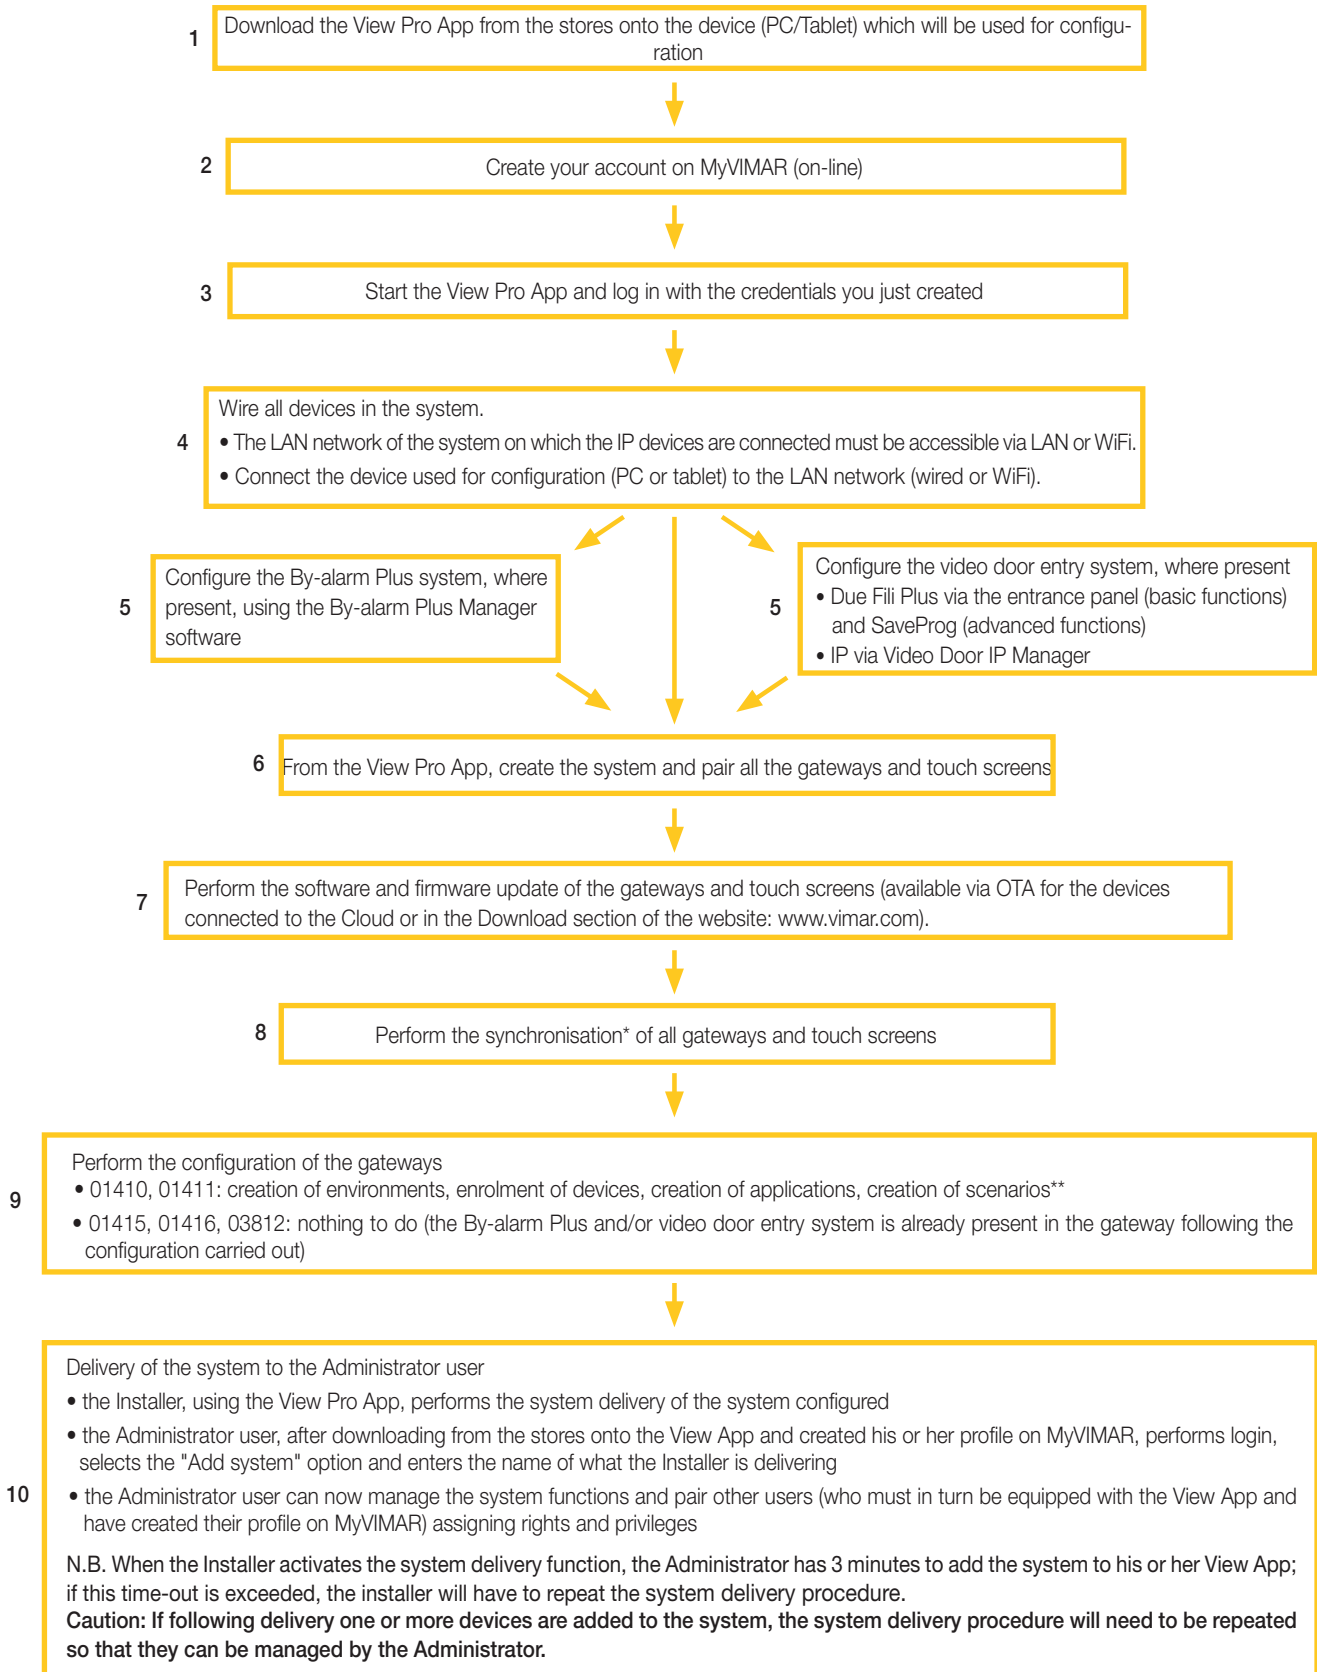 1
Download the View Pro App from the stores onto the device (PC/Tablet) which will be used for configu-
ration
2
Create your account on MyVIMAR (on-line)
3
Start the View Pro App and log in with the credentials you just created
4
Wire all devices in the system.
• The LAN network of the system on which the IP devices are connected must be accessible via LAN or WiFi.
• Connect the device used for configuration (PC or tablet) to the LAN network (wired or WiFi).
5
Configure the By-alarm Plus system, where
present, using the By-alarm Plus Manager
software
5
Configure the video door entry system, where present
• Due Fili Plus via the entrance panel (basic functions)
and SaveProg (advanced functions)
• IP via Video Door IP Manager
6
From the View Pro App, create the system and pair all the gateways and touch screens
7
Perform the software and firmware update of the gateways and touch screens (available via OTA for the devices
connected to the Cloud or in the Download section of the website: www.vimar.com).
8
Perform the synchronisation* of all gateways and touch screens
9
Perform the configuration of the gateways
• 01410, 01411: creation of environments, enrolment of devices, creation of applications, creation of scenarios**
• 01415, 01416, 03812: nothing to do (the By-alarm Plus and/or video door entry system is already present in the gateway following the
configuration carried out)
10
Delivery of the system to the Administrator user
• the Installer, using the View Pro App, performs the system delivery of the system configured
• the Administrator user, after downloading from the stores onto the View App and created his or her profile on MyVIMAR, performs login,
selects the "Add system" option and enters the name of what the Installer is delivering
• the Administrator user can now manage the system functions and pair other users (who must in turn be equipped with the View App and
have created their profile on MyVIMAR) assigning rights and privileges
N.B. When the Installer activates the system delivery function, the Administrator has 3 minutes to add the system to his or her View App;
if this time-out is exceeded, the installer will have to repeat the system delivery procedure.
Caution: If following delivery one or more devices are added to the system, the system delivery procedure will need to be repeated
so that they can be managed by the Administrator.